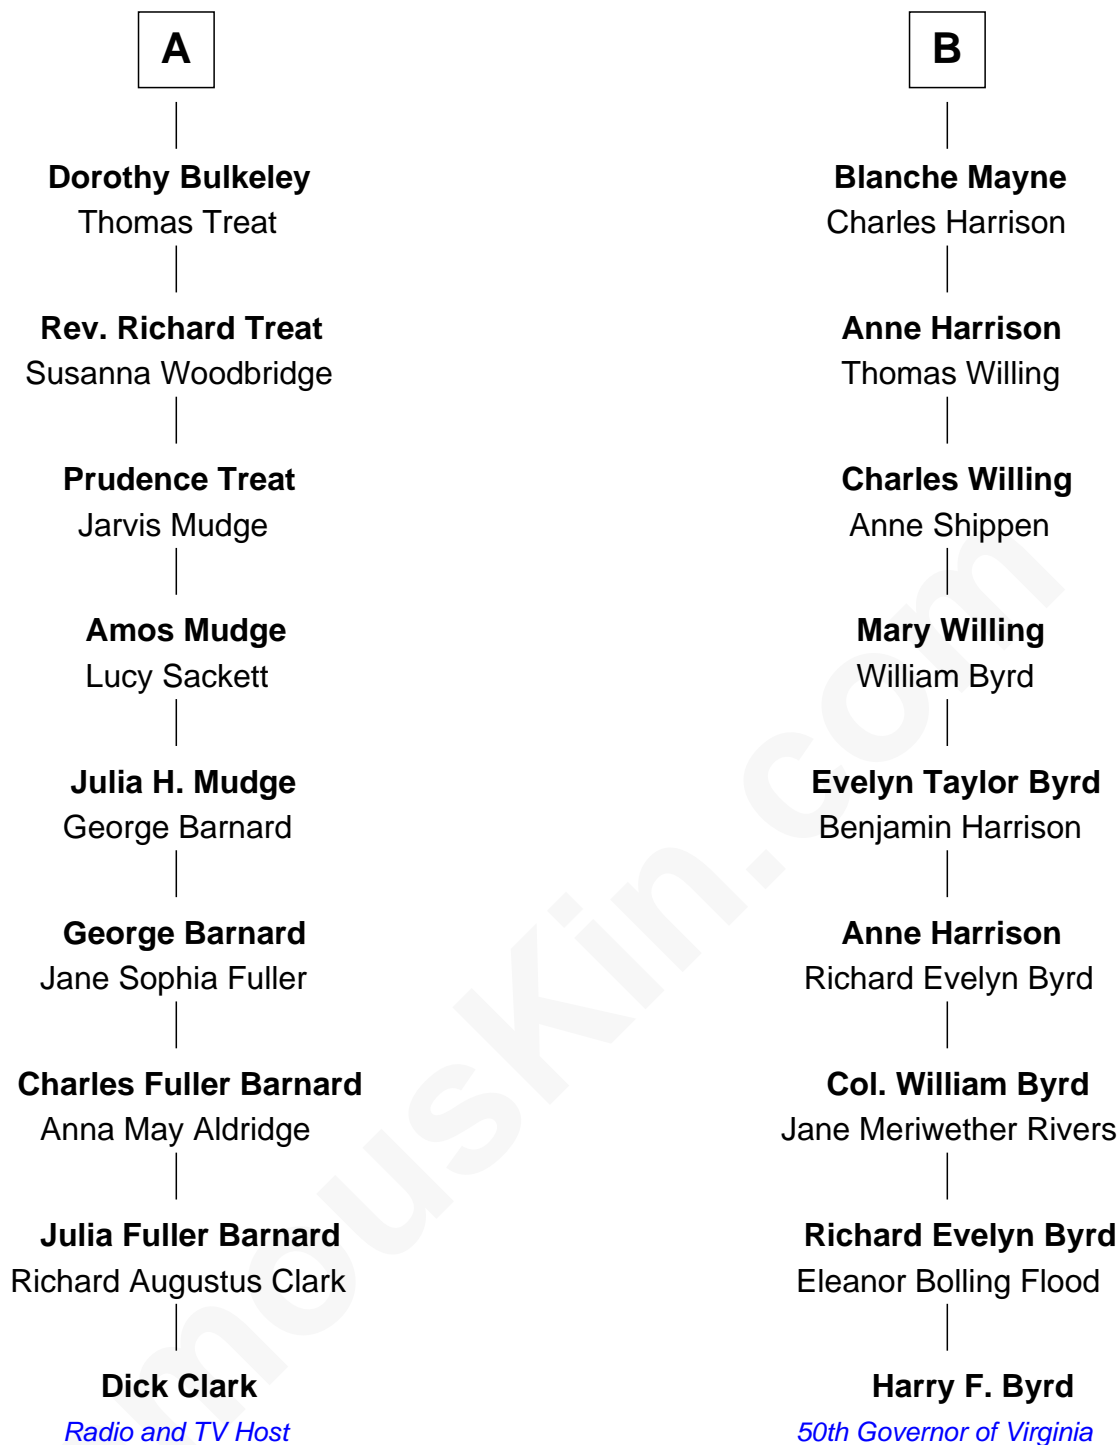 A
Dorothy Bulkeley
Thomas Treat
Rev. Richard Treat
Susanna Woodbridge
Prudence Treat
Jarvis Mudge
Amos Mudge
Lucy Sackett
Julia H. Mudge
George Barnard
George Barnard
Jane Sophia Fuller
Charles Fuller Barnard
Anna May Aldridge
Julia Fuller Barnard
Richard Augustus Clark
Dick Clark
Radio and TV Host
B
Blanche Mayne
Charles Harrison
Anne Harrison
Thomas Willing
Charles Willing
Anne Shippen
Mary Willing
William Byrd
Evelyn Taylor Byrd
Benjamin Harrison
Anne Harrison
Richard Evelyn Byrd
Col. William Byrd
Jane Meriwether Rivers
Richard Evelyn Byrd
Eleanor Bolling Flood
Harry F. Byrd
50th Governor of Virginia
mousKin.com